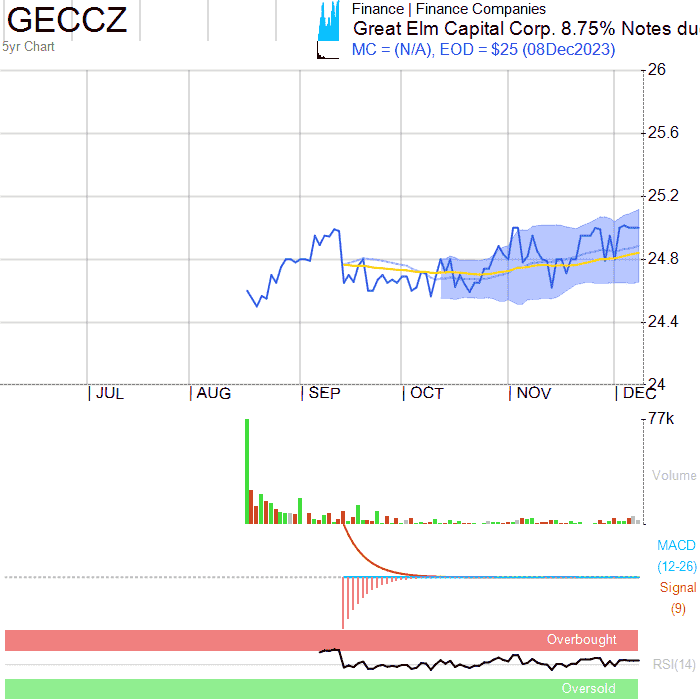 GECCZ
5yr Chart
Finance | Finance Companies
Great Elm Capital Corp. 8.75% Notes du
MC = (N/A), EOD = $25 (08Dec2023)
26
25.6
25.2
24.8
24.4
24
JUL
AUG
SEP
OCT
NOV
DEC
77k
Volume
MACD
(12-26)
Signal
(9)
Overbought
RSI(14)
Oversold